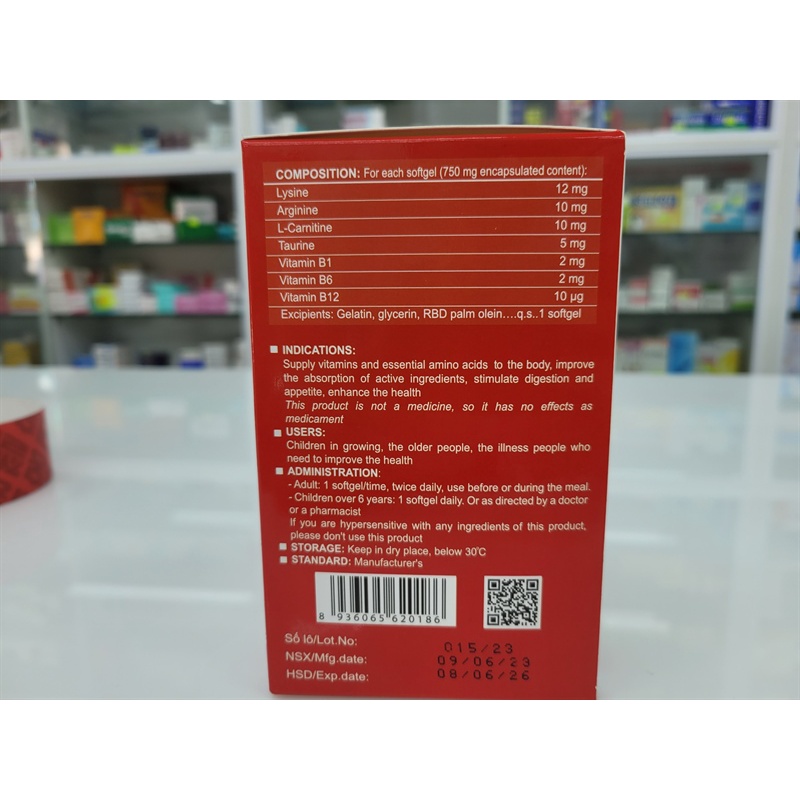 COMPOSITION: For each softgel (750 mg encapsulated content):
Lysine 12 mg
Arginine 10 mg
L-Carnitine 10 mg
Taurine 5 mg
Vitamin B1 2 mg
Vitamin B6 2 mg
Vitamin B12 10 µg
Excipients: Gelatin, glycerin, RBD palm olein....q.s..1 softgel
INDICATIONS:
Supply vitamins and essential amino acids to the body, improve
the absorption of active ingredients, stimulate digestion and
appetite, enhance the health
This product is not a medicine, so it has no effects as
medicament
USERS:
Children in growing, the older people, the illness people who
need to improve the health
ADMINISTRATION:
- Adult: 1 softgel/time, twice daily, use before or during the meal.
- Children over 6 years: 1 softgel daily. Or as directed by a doctor
or a pharmacist
If you are hypersensitive with any ingredients of this product,
please don't use this product
STORAGE: Keep in dry place, below 30°C
STANDARD: Manufacturer's
8 936065 620186
Số lô/Lot.No: 015/23
NSX/Mfg.date: 09/06/23
HSD/Exp.date: 08/06/26